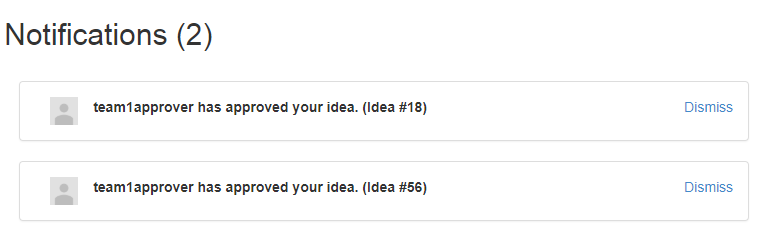 Notifications (2)
team1approver has approved your idea. (Idea #18)
Dismiss
team1approver has approved your idea. (Idea #56)
Dismiss